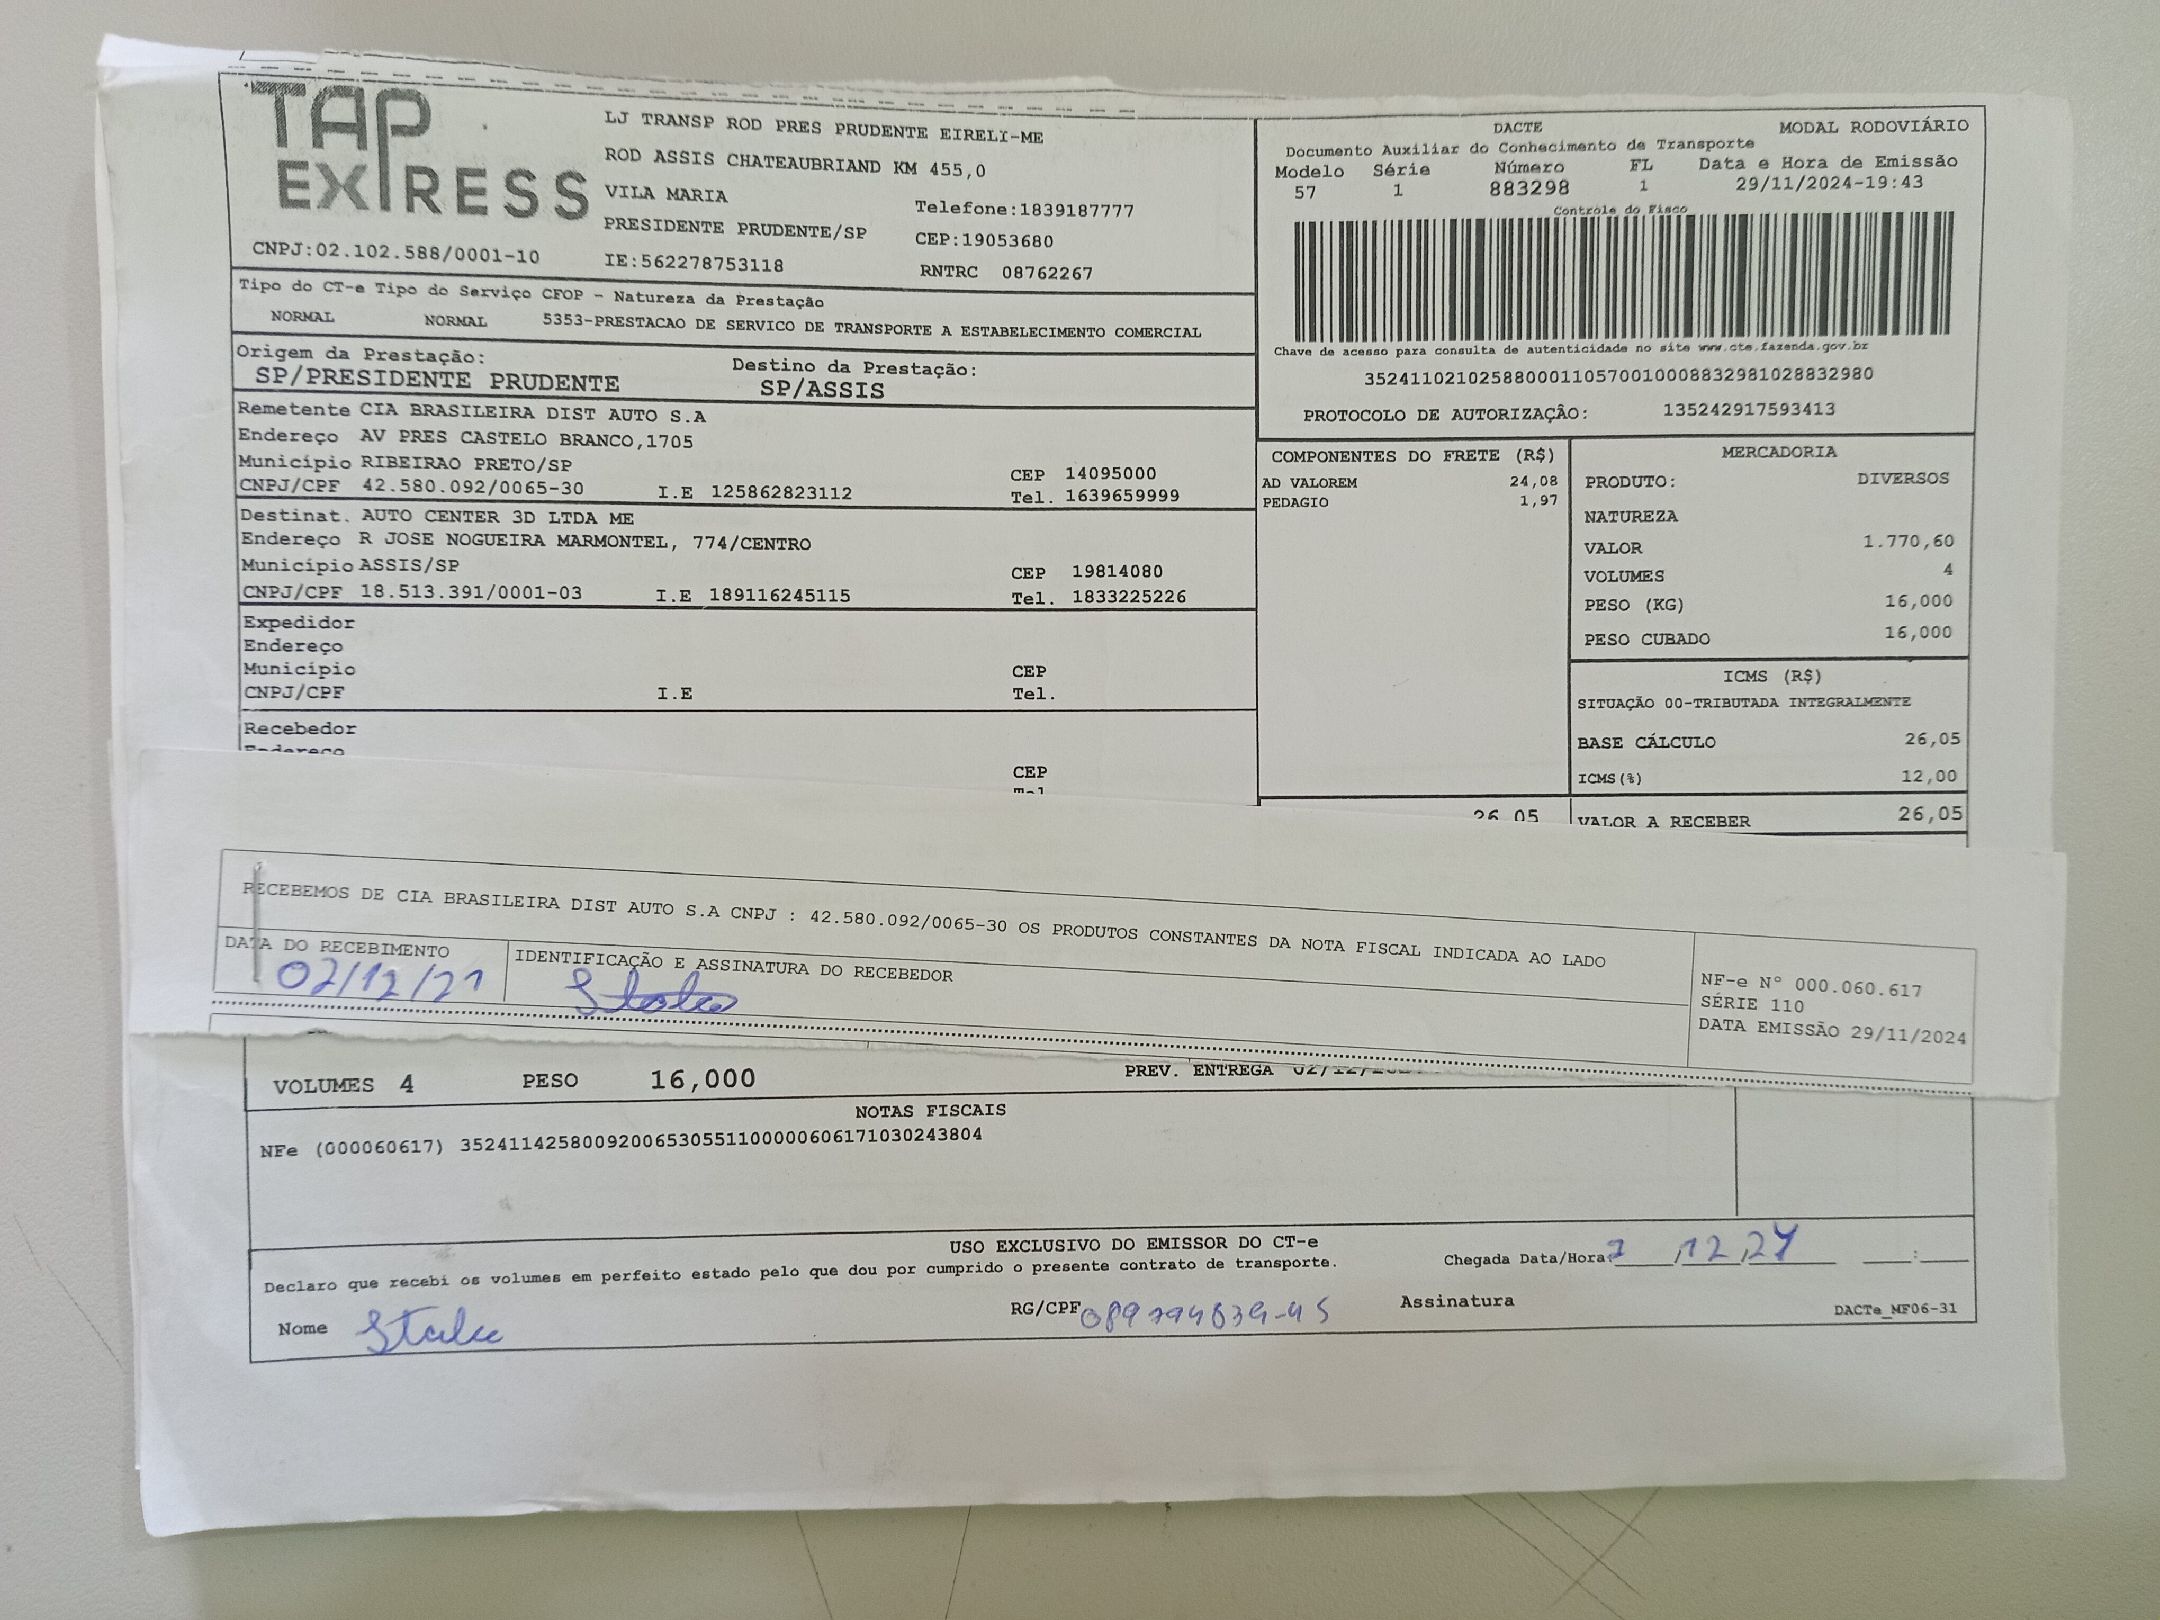 TAP EXPRESS
LJ TRANSP ROD PRES PRUDENTE EIRELI-ME
ROD ASSIS CHATEAUBRIAND KM 455,0
VILA MARIA
Telefone:1839187777
PRESIDENTE PRUDENTE/SP
CEP:19053680
CNPJ:02.102.588/0001-10
IE:562278753118
RNTRC 08762267
DACTE MODAL RODOVIÁRIO
Documento Auxiliar do Conhecimento de Transporte
Modelo Série Número FL Data e Hora de Emissão
57 1 883298 1 29/11/2024-19:43
Controle do Fisco
Chave de acesso para consulta de autenticidade no site www.cte.fazenda.gov.br
35241102102588000110570010008832981028832980
PROTOCOLO DE AUTORIZAÇÃO: 135242917593413
Tipo do CT-e Tipo do Serviço CFOP - Natureza da Prestação
NORMAL NORMAL 5353-PRESTACAO DE SERVICO DE TRANSPORTE A ESTABELECIMENTO COMERCIAL
Origem da Prestação: Destino da Prestação:
SP/PRESIDENTE PRUDENTE SP/ASSIS
Remetente CIA BRASILEIRA DIST AUTO S.A
Endereço AV PRES CASTELO BRANCO,1705
Município RIBEIRAO PRETO/SP CEP 14095000
CNPJ/CPF 42.580.092/0065-30 I.E 125862823112 Tel. 1639659999
Destinat. AUTO CENTER 3D LTDA ME
Endereço R JOSE NOGUEIRA MARMONTEL, 774/CENTRO
Município ASSIS/SP CEP 19814080
CNPJ/CPF 18.513.391/0001-03 I.E 189116245115 Tel. 1833225226
Expedidor
Endereço
Município CEP
CNPJ/CPF I.E Tel.
Recebedor
Endereço
CEP
Tel
COMPONENTES DO FRETE (R$)
AD VALOREM 24,08
PEDAGIO 1,97
26,05
MERCADORIA
PRODUTO: DIVERSOS
NATUREZA
VALOR 1.770,60
VOLUMES 4
PESO (KG) 16,000
PESO CUBADO 16,000
ICMS (R$)
SITUAÇÃO 00-TRIBUTADA INTEGRALMENTE
BASE CÁLCULO 26,05
ICMS(%) 12,00
VALOR A RECEBER 26,05
RECEBEMOS DE CIA BRASILEIRA DIST AUTO S.A CNPJ : 42.580.092/0065-30 OS PRODUTOS CONSTANTES DA NOTA FISCAL INDICADA AO LADO
DATA DO RECEBIMENTO IDENTIFICAÇÃO E ASSINATURA DO RECEBEDOR
02/12/21
NF-e N° 000.060.617
SÉRIE 110
DATA EMISSÃO 29/11/2024
VOLUMES 4 PESO 16,000 PREV. ENTREGA
NOTAS FISCAIS
NFe (000060617) 35241142580092006530551100000606171030243804
USO EXCLUSIVO DO EMISSOR DO CT-e
Declaro que recebi os volumes em perfeito estado pelo que dou por cumprido o presente contrato de transporte.
Chegada Data/Hora: 2 ,12,24 :
Nome RG/CPF Assinatura
DACTe_MF06-31